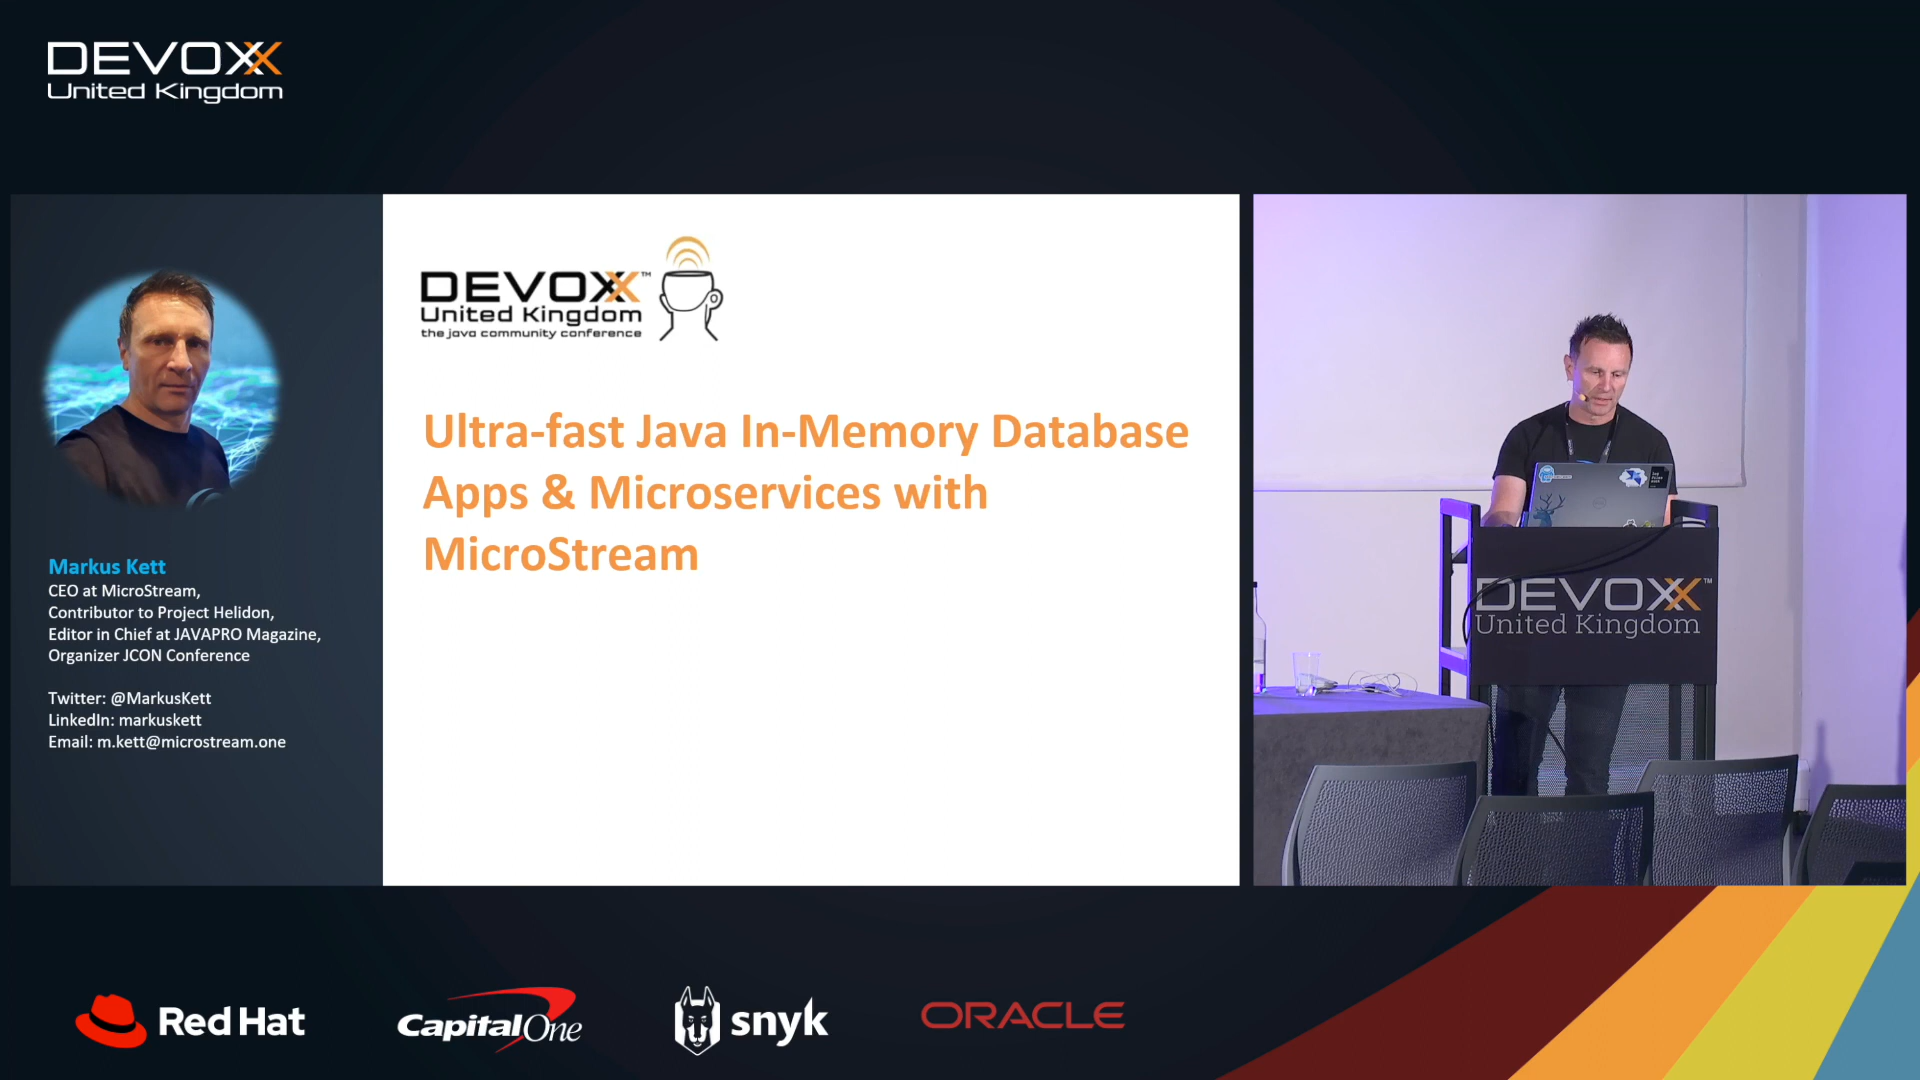 DEVOXX
United Kingdom
DEVOXX™
United Kingdom
the java community conference
Ultra-fast Java In-Memory Database
Apps & Microservices with
MicroStream
Markus Kett
CEO at MicroStream,
Contributor to Project Helidon,
Editor in Chief at JAVAPRO Magazine,
Organizer JCON Conference
Twitter: @MarkusKett
LinkedIn: markuskett
Email: m.kett@microstream.one
DEVOXX™
United Kingdom
Red Hat
Capital One
snyk
ORACLE